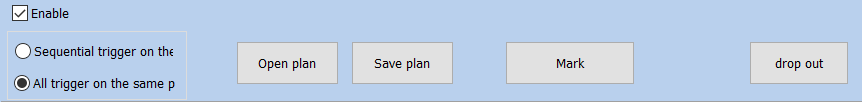 Enable
Sequential trigger on the
All trigger on the same p
Open plan
Save plan
Mark
drop out